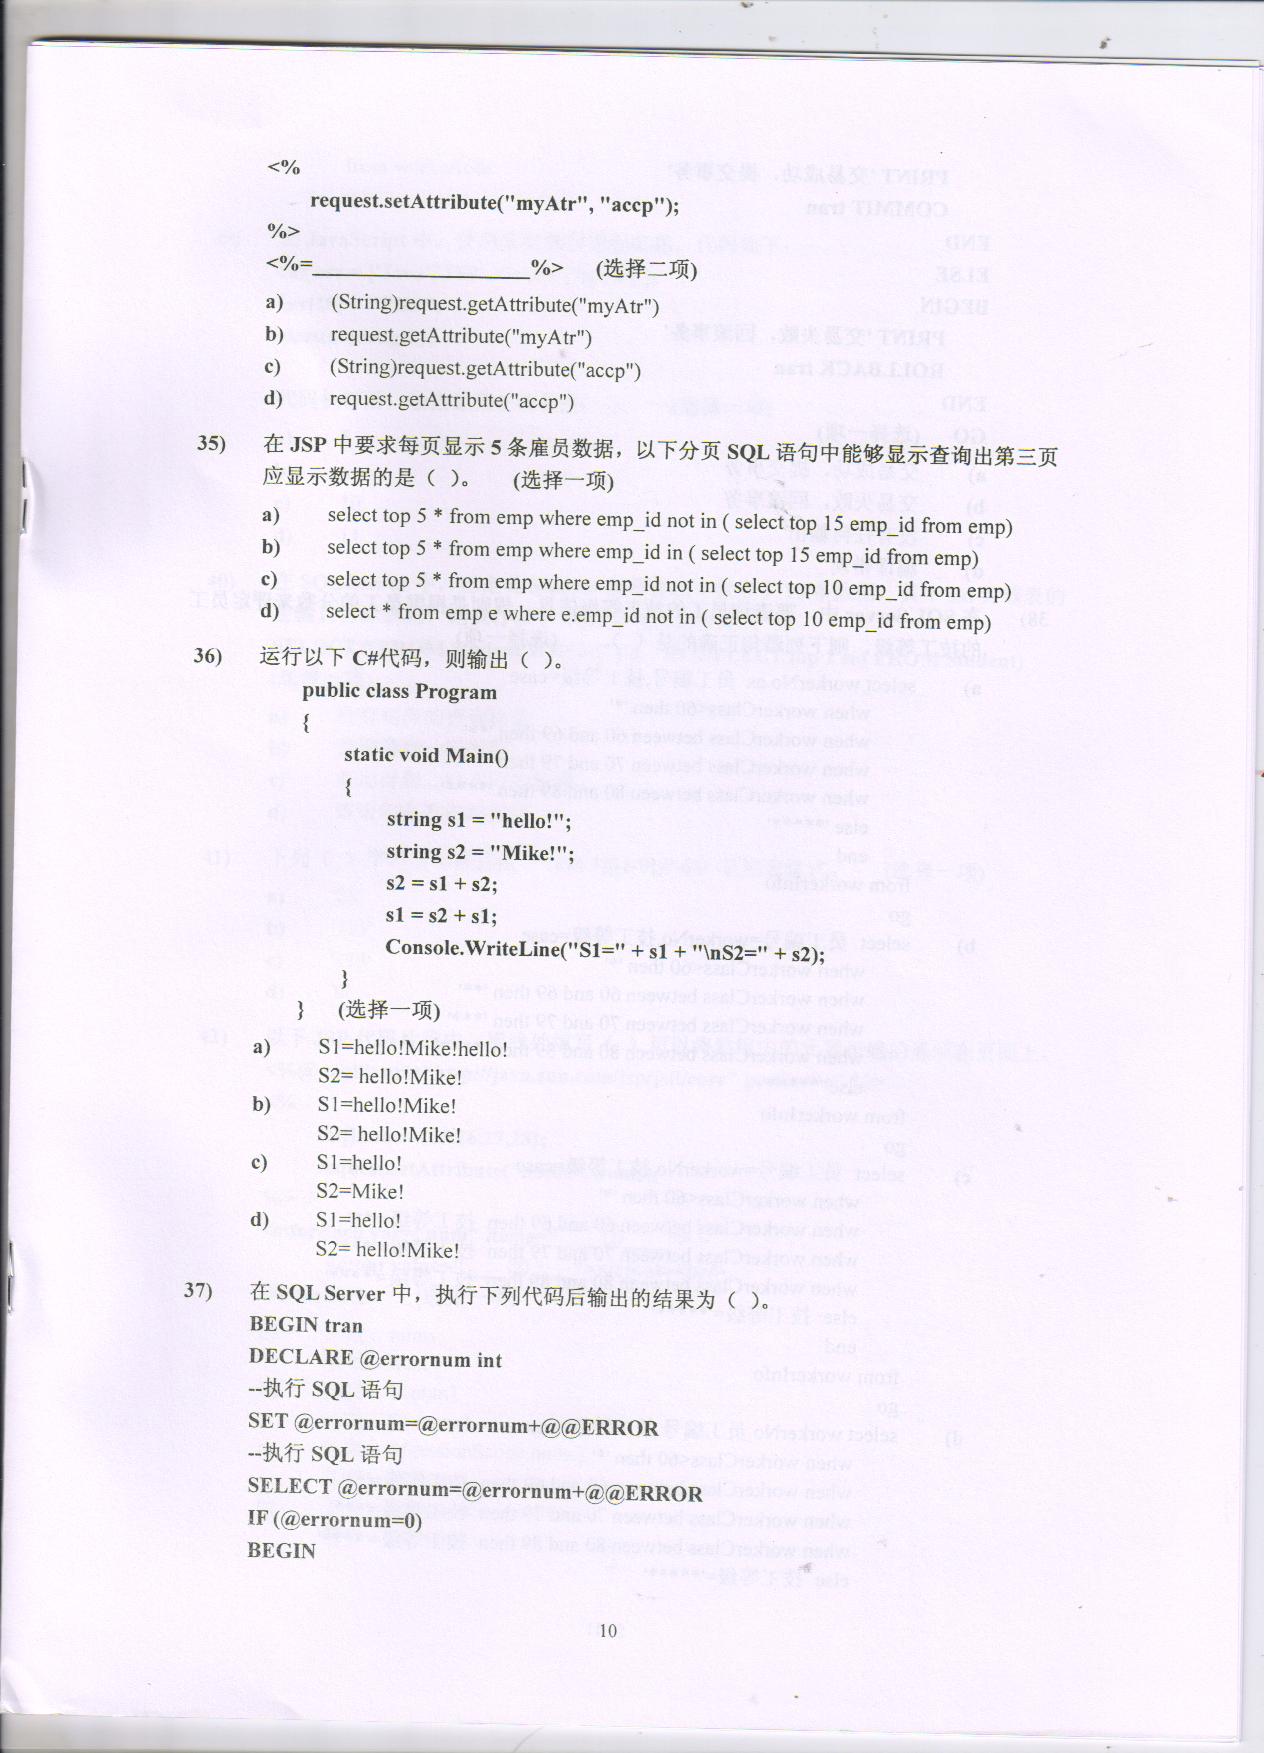 <%
request.setAttribute("myAtr", "accp");
%>
<%=____________________%> (选择二项)
a) (String)request.getAttribute("myAtr")
b) request.getAttribute("myAtr")
c) (String)request.getAttribute("accp")
d) request.getAttribute("accp")
35) 在 JSP 中要求每页显示 5 条雇员数据，以下分页 SQL 语句中能够显示查询出第三页
应显示数据的是（ ）。 (选择一项)
a) select top 5 * from emp where emp_id not in ( select top 15 emp_id from emp)
b) select top 5 * from emp where emp_id in ( select top 15 emp_id from emp)
c) select top 5 * from emp where emp_id not in ( select top 10 emp_id from emp)
d) select * from emp e where e.emp_id not in ( select top 10 emp_id from emp)
36) 运行以下 C#代码，则输出（ ）。
public class Program
{
static void Main()
{
string s1 = "hello!";
string s2 = "Mike!";
s2 = s1 + s2;
s1 = s2 + s1;
Console.WriteLine("S1=" + s1 + "\nS2=" + s2);
}
} (选择一项)
a) S1=hello!Mike!hello!
S2= hello!Mike!
b) S1=hello!Mike!
S2= hello!Mike!
c) S1=hello!
S2=Mike!
d) S1=hello!
S2= hello!Mike!
37) 在 SQL Server 中，执行下列代码后输出的结果为（ ）。
BEGIN tran
DECLARE @errornum int
--执行 SQL 语句
SET @errornum=@errornum+@@ERROR
--执行 SQL 语句
SELECT @errornum=@errornum+@@ERROR
IF (@errornum=0)
BEGIN
10